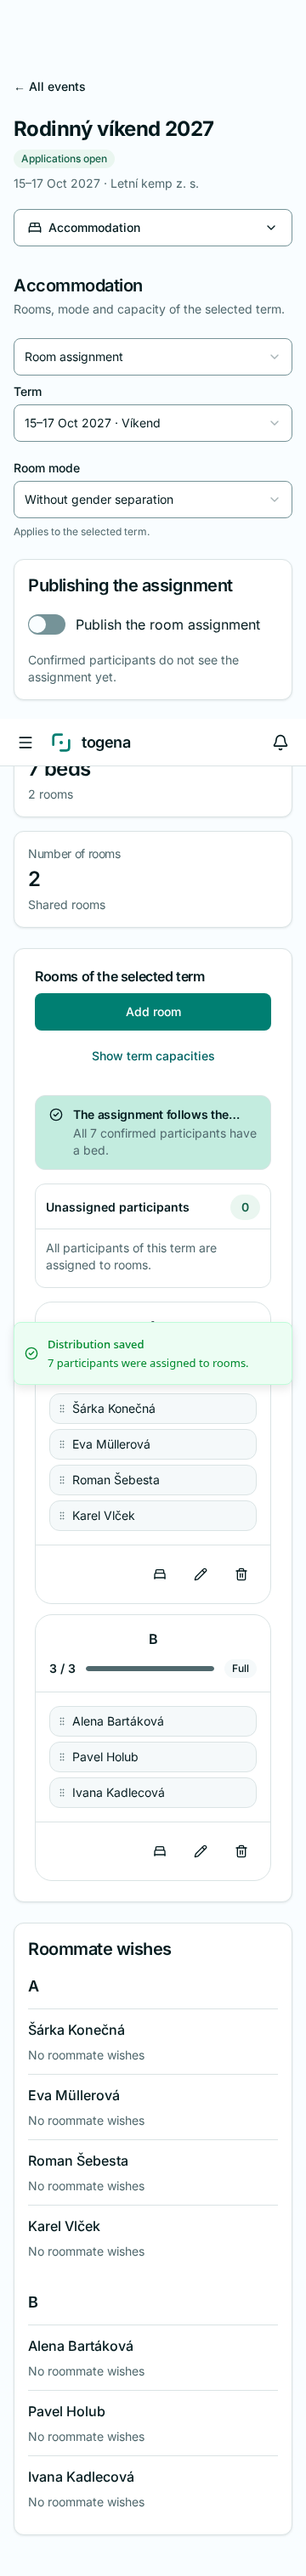 ← All events
Rodinný víkend 2027
Applications open
15–17 Oct 2027 · Letní kemp z. s.
Accommodation
Accommodation
Rooms, mode and capacity of the selected term.
Room assignment
Term
15–17 Oct 2027 · Víkend
Room mode
Without gender separation
Applies to the selected term.
Publishing the assignment
Publish the room assignment
Confirmed participants do not see the
assignment yet.
togena
7 beds
2 rooms
Number of rooms
2
Shared rooms
Rooms of the selected term
Add room
Show term capacities
The assignment follows the...
All 7 confirmed participants have
a bed.
Unassigned participants
0
All participants of this term are
assigned to rooms.
Distribution saved
7 participants were assigned to rooms.
Šárka Konečná
Eva Müllerová
Roman Šebesta
Karel Vlček
B
3 / 3
Full
Alena Bartáková
Pavel Holub
Ivana Kadlecová
Roommate wishes
A
Šárka Konečná
No roommate wishes
Eva Müllerová
No roommate wishes
Roman Šebesta
No roommate wishes
Karel Vlček
No roommate wishes
B
Alena Bartáková
No roommate wishes
Pavel Holub
No roommate wishes
Ivana Kadlecová
No roommate wishes